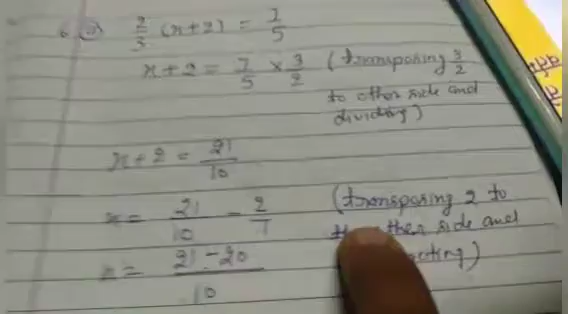 6. a) 2/3 (x+2) = 7/5
x+2 = 7/5 × 3/2 (transposing 3/2
to other side and
dividing)
x+2 = 21/10
x = 21/10 - 2/1 (transposing 2 to
other side and
x = 21-20/10